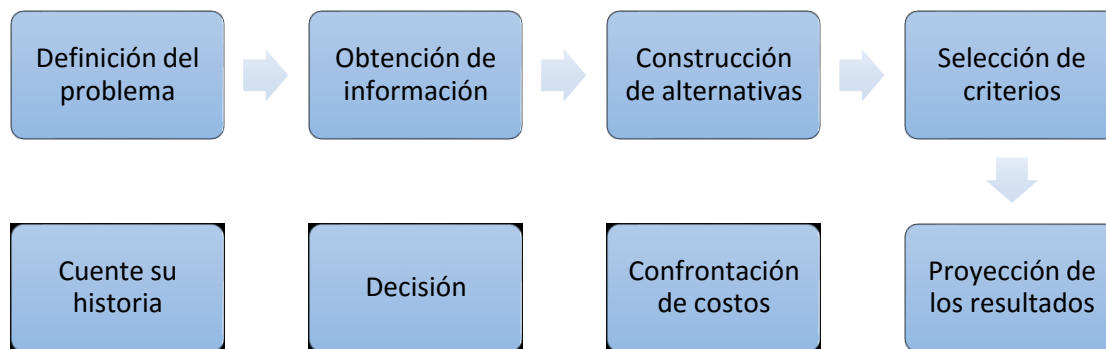 Definición del
problema
Obtención de
información
Construcción
de alternativas
Selección de
criterios
Cuente su
historia
Decisión
Confrontación
de costos
Proyección de
los resultados